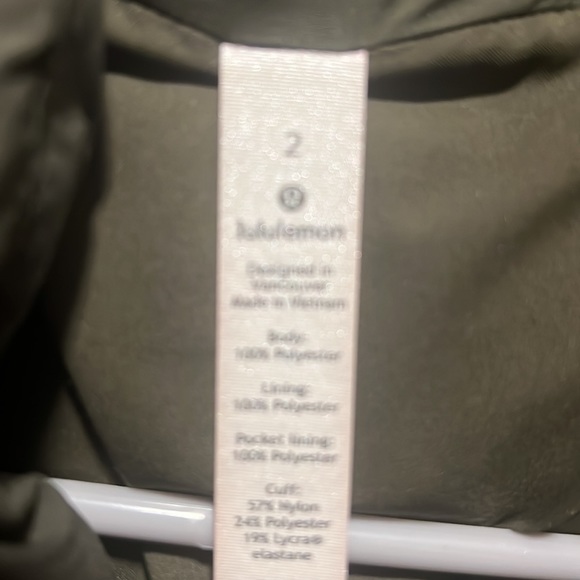 2
lululemon
Designed in
Vancouver
Made in Vietnam
Body:
100% Polyester
Lining:
100% Polyester
Pocket lining:
100% Polyester
Cuff:
57% Nylon
24% Polyester
19% Lycra®
elastane